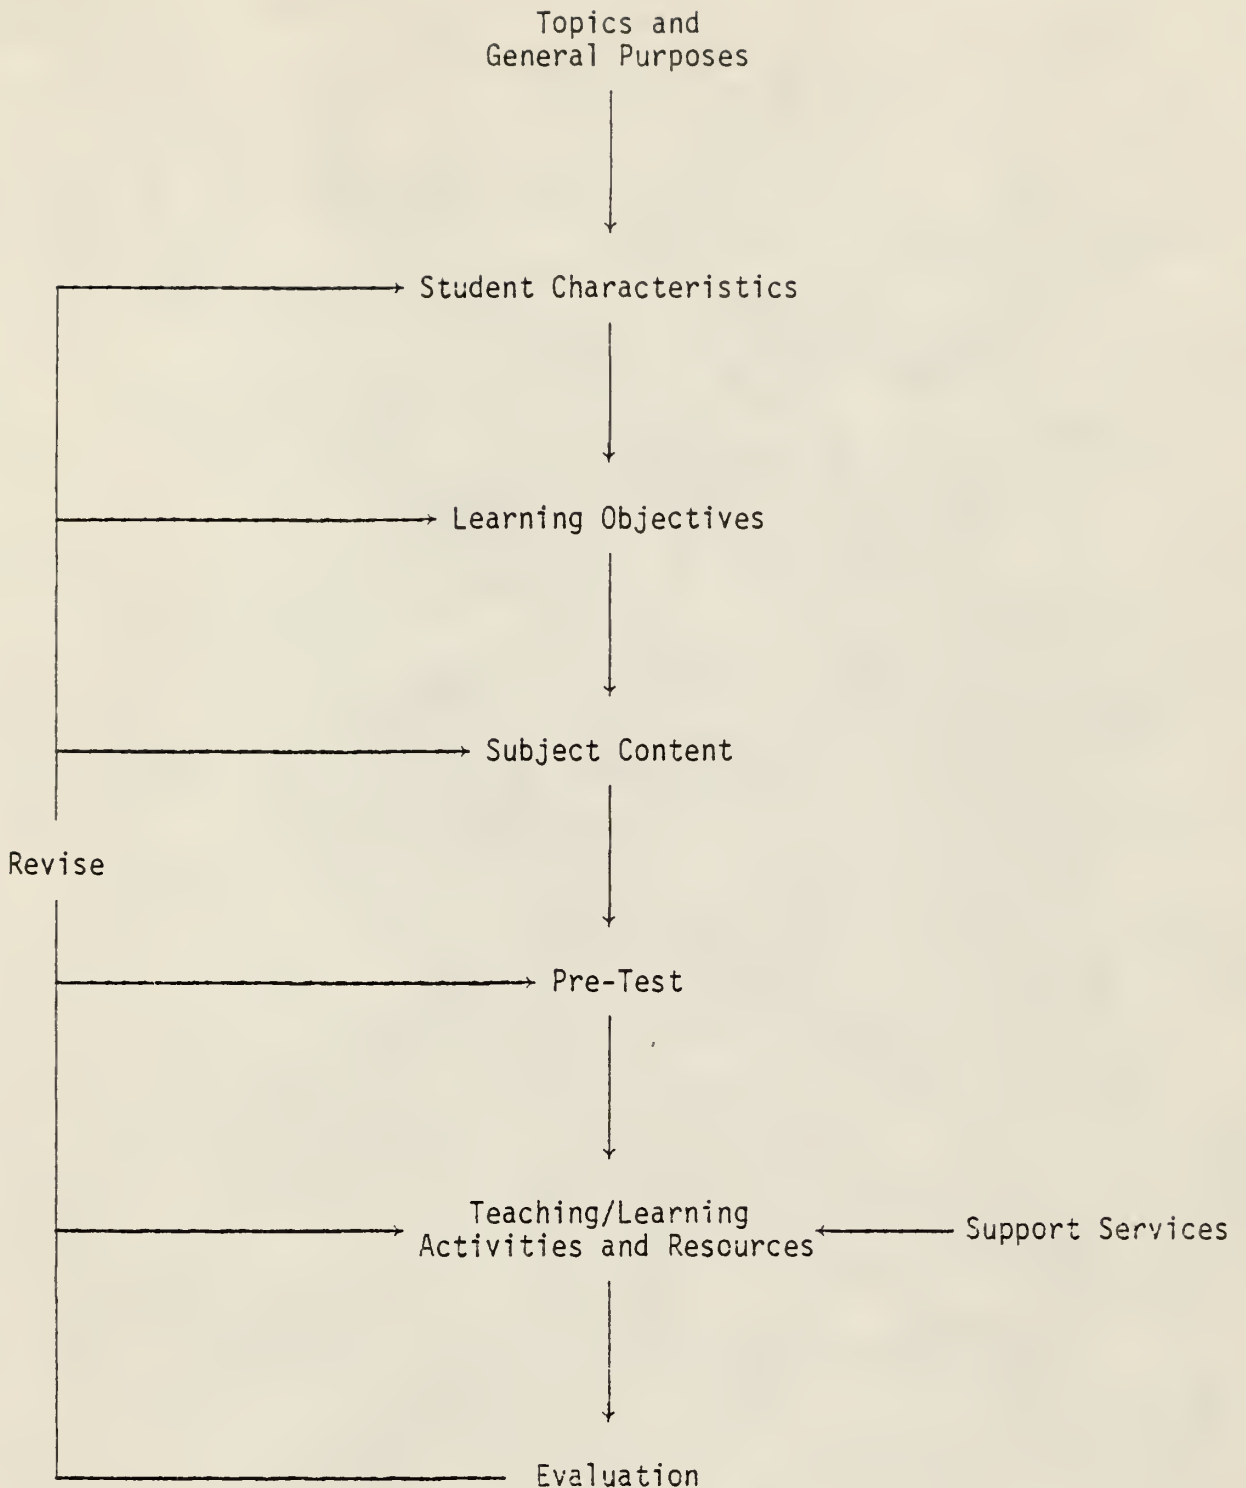 Topics and
General Purposes
Student Characteristics
Learning Objectives
Subject Content
Revise
Pre-Test
Teaching/Learning
Activities and Resources
Support Services
Evaluation